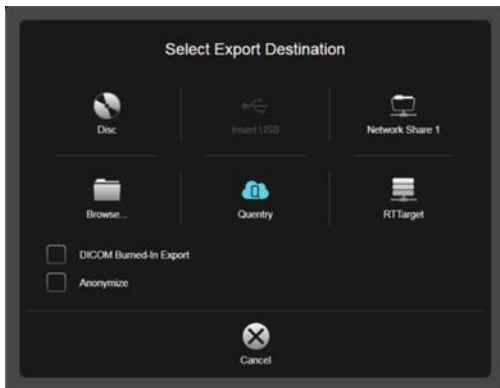 Select Export Destination
Disc
Insert USB
Network Share 1
Browse...
Quentry
RTTarget
DICOM Burned-In Export
Anonymize
Cancel